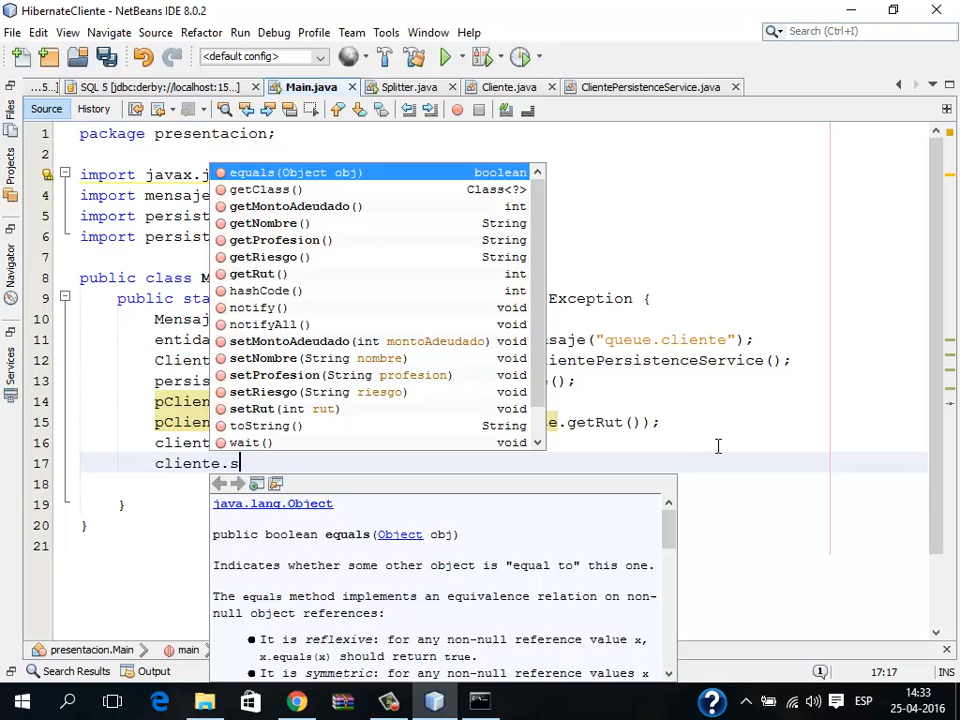 HibernateCliente - NetBeans IDE 8.0.2
File Edit View Navigate Source Refactor Run Debug Profile Team Tools Window Help
Search (Ctrl+I)
<default config>
...5...]
SQL 5 [jdbc:derby://localhost:15...]
Main.java
Splitter.java
Cliente.java
ClientePersistenceService.java
Source
History
Files
Projects
Navigator
Services
1 package presentacion;
2
import javax.j
4 import mensaje
5 import persist
6 import persist
7
8 public class M
9 public sta
Exception {
10 Mensaj
11 entida
saje("queue.cliente");
12 Client
ientePersistenceService();
13 persis
();
14 pClien
15 pClien
e.getRut());
16 client
17 cliente.s
18
19 }
20 }
21
equals(Object obj) boolean
getClass() Class<?>
getMontoAdeudado() int
getNombre() String
getProfesion() String
getRiesgo() String
getRut() int
hashCode() int
notify() void
notifyAll() void
setMontoAdeudado(int montoAdeudado) void
setNombre(String nombre) void
setProfesion(String profesion) void
setRiesgo(String riesgo) void
setRut(int rut) void
toString() String
wait() void
java.lang.Object
public boolean equals(Object obj)
Indicates whether some other object is "equal to" this one.
The equals method implements an equivalence relation on non-
null object references:
● It is reflexive: for any non-null reference value x,
x.equals(x) should return true.
● It is symmetric: for any non-null reference values x
presentacion.Main
main
Search Results
Output
1
17:17
INS
ESP
14:33
25-04-2016